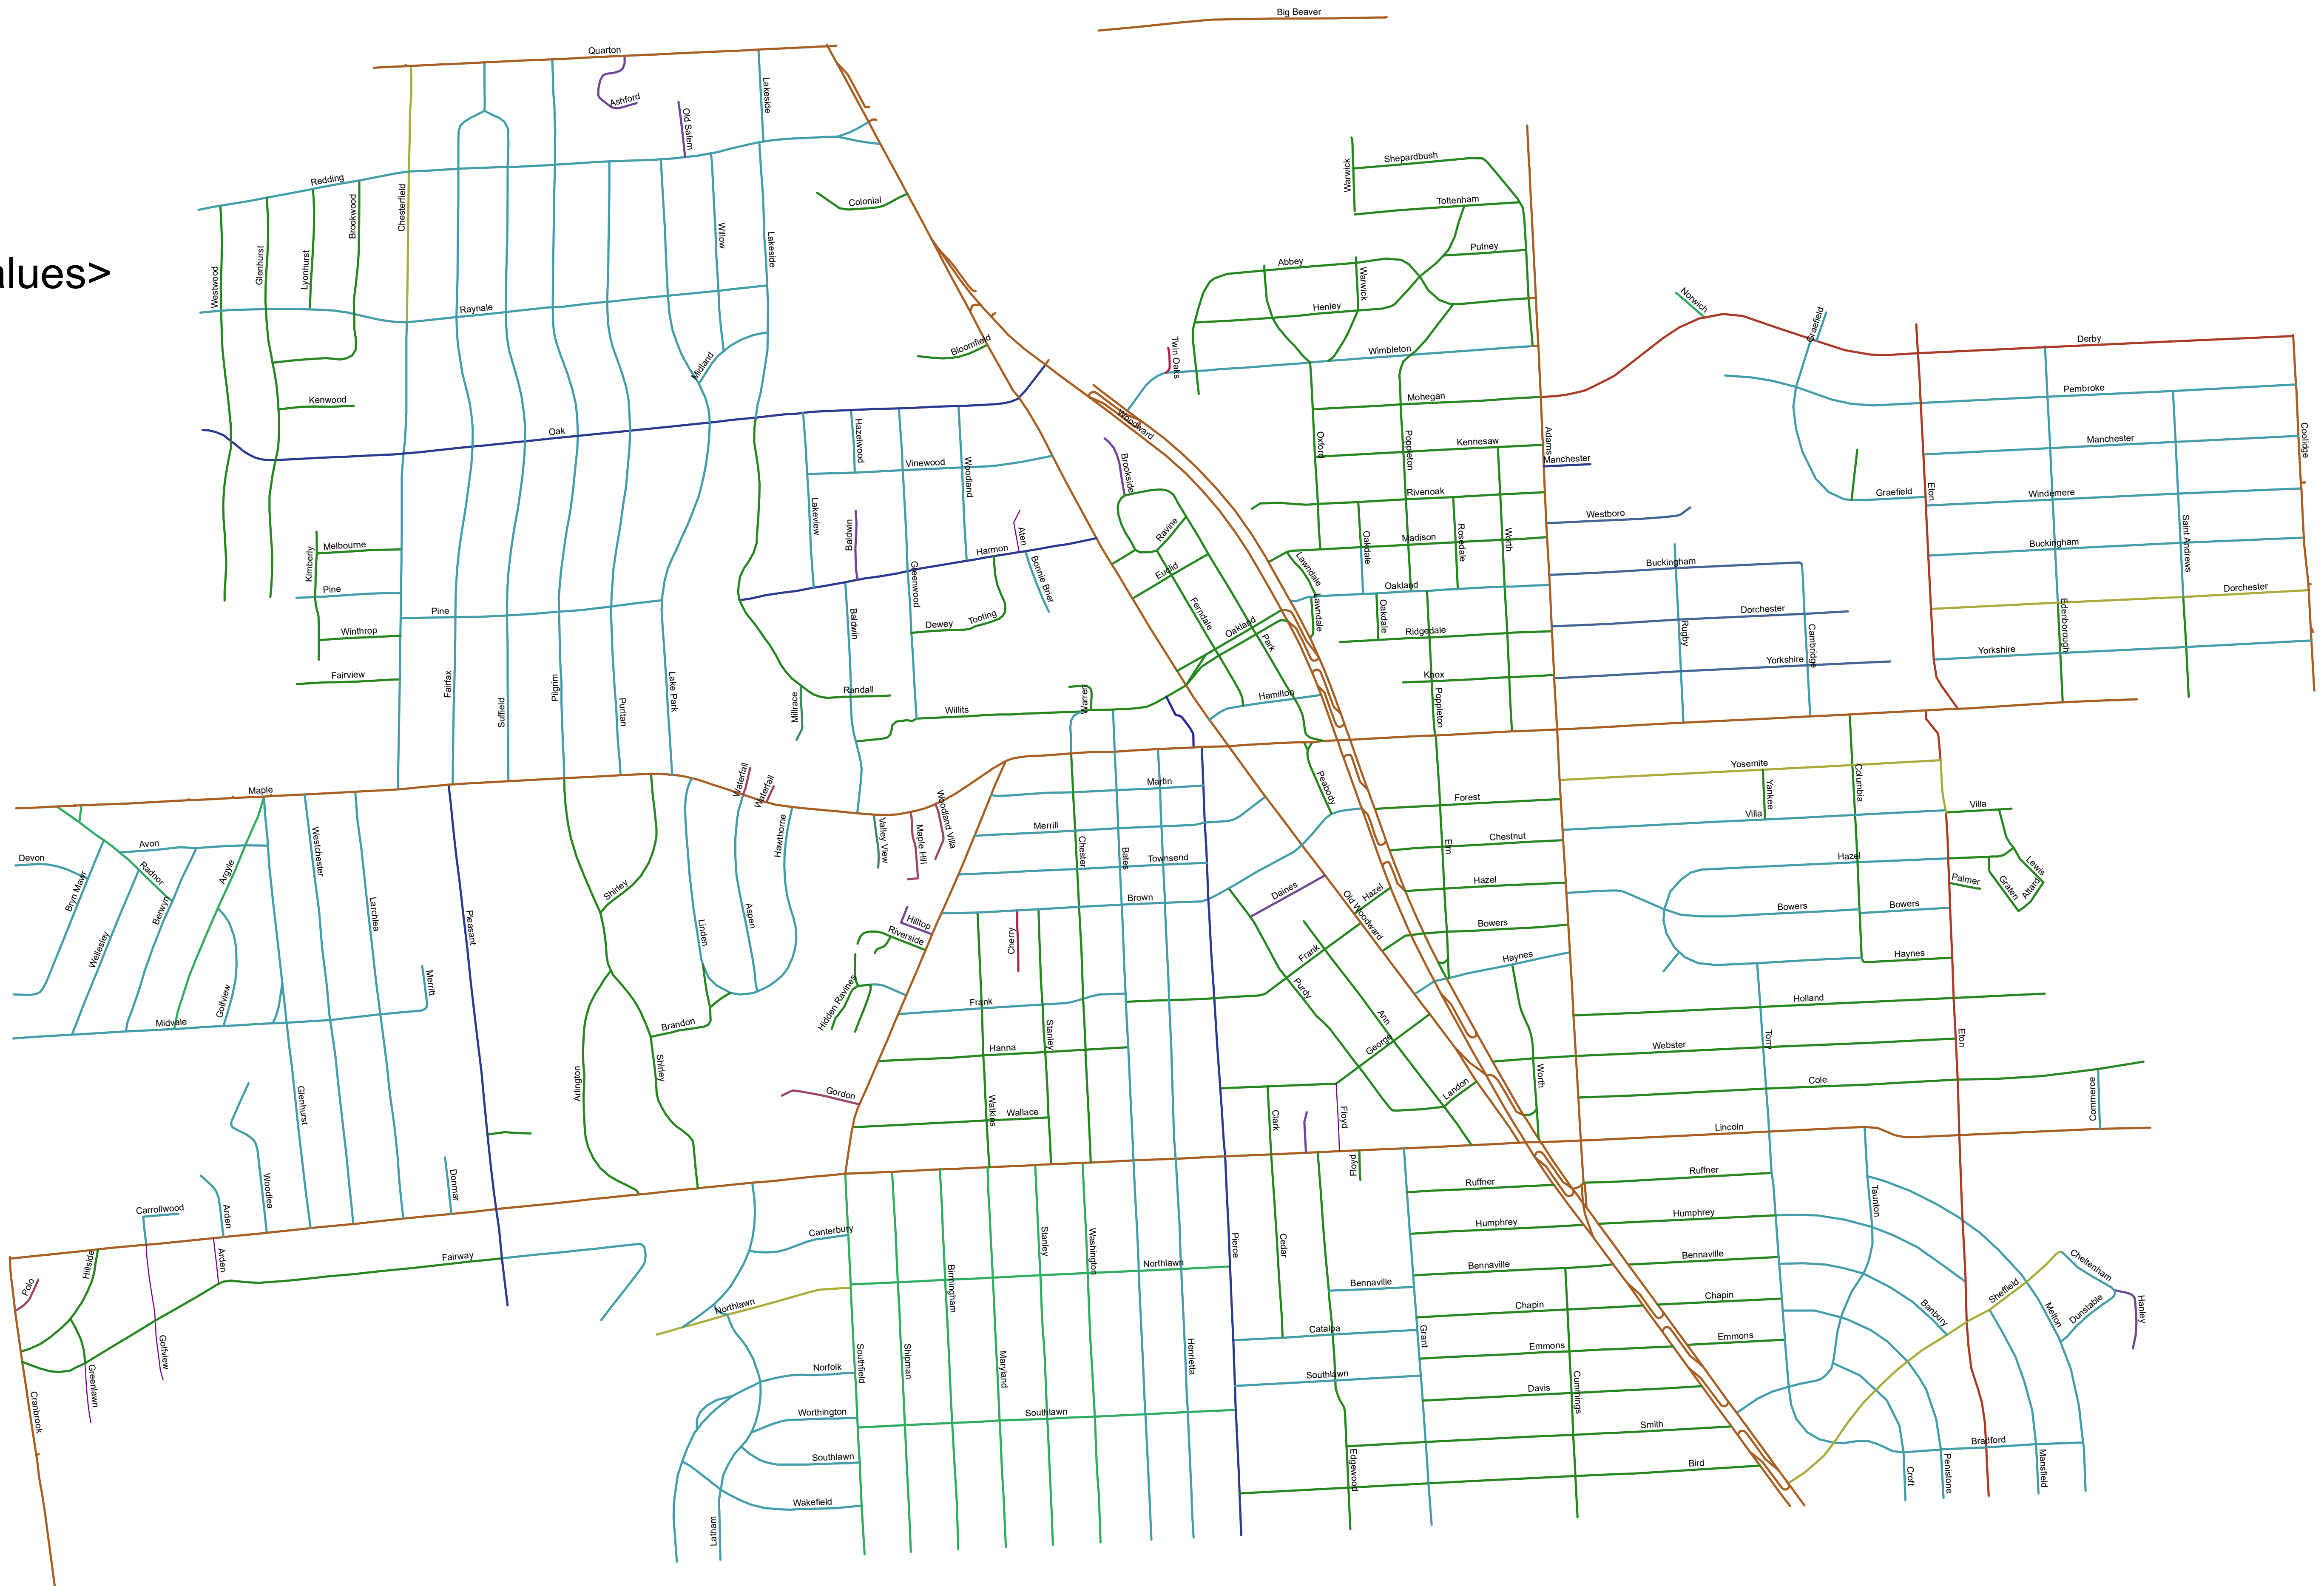 Big Beaver
Quarton
Lakeside
Ashford
Old Salem
Shepardbush
Warwick
Redding
Brookwood
Chesterfield
Colonial
Tottenham
Willow
Lakeside
Putney
Glenhurst
Lyonhurst
Westwood
alues>
Abbey
Warwick
Norwich
Raynale
Henley
Graefield
Bloomfield
Twin Oaks
Wimbleton
Derby
Midland
Kenwood
Mohegan
Pembroke
Woodward
Oak
Hazelwood
Oxford
Poppleton
Kennesaw
Adams
Manchester
Coolidge
Vinewood
Woodland
Brookside
Manchester
Rivenoak
Graefield
Eton
Windemere
Lakeview
Baldwin
Ravine
Westboro
Melbourne
Kimberly
Harmon
Aten
Oakdale
Madison
Rosedale
Worth
Buckingham
Saint Andrews
Euclid
Lawndale
Bonnie Brier
Buckingham
Pine
Glenwood
Oakland
Dorchester
Pine
Baldwin
Dewey
Tooting
Ferndale
Lawndale
Oakdale
Dorchester
Edenborough
Winthrop
Oakland
Park
Ridgedale
Rugby
Cambridge
Yorkshire
Fairview
Fairfax
Suffield
Pilgrim
Puritan
Lake Park
Randall
Millrace
Warren
Hamilton
Knox
Poppleton
Yorkshire
Willits
Maple
Waterfall
Waterfall
Martin
Peabody
Yosemite
Yankee
Columbia
Forest
Villa
Villa
Woodland Villa
Merrill
Hawthorne
Valley View
Maple Hill
Chestnut
Elm
Avon
Westchester
Devon
Radnor
Argyle
Chester
Bates
Townsend
Hazel
Lewis
Bryn Mawr
Berwyn
Larchlea
Pleasant
Shirley
Brown
Daines
Hazel
Hazel
Palmer
Graten
Attard
Linden
Aspen
Hilltop
Riverside
Cherry
Old Woodward
Bowers
Bowers
Bowers
Wellesley
Merritt
Frank
Haynes
Haynes
Golfview
Hidden Ravines
Purdy
Frank
Holland
Midvale
Brandon
Stanley
Ann
Torry
Eton
Shirley
Hanna
George
Webster
Arlington
Worth
Glenhurst
Gordon
Landon
Cole
Commerce
Watkins
Wallace
Clark
Floyd
Lincoln
Woodlea
Donmar
Floyd
Ruffner
Ruffner
Taunton
Carrollwood
Arden
Canterbury
Stanley
Washington
Pierce
Cedar
Humphrey
Humphrey
Hillside
Arden
Fairway
Birmingham
Northlawn
Bennaville
Bennaville
Bennaville
Cheltenham
Polo
Northlawn
Sheffield
Banbury
Melton
Dunstable
Hanley
Chapin
Chapin
Golfview
Catalpa
Grant
Emmons
Emmons
Norfolk
Southfield
Shipman
Maryland
Henrietta
Greenlawn
Cranbrook
Southlawn
Davis
Cummings
Worthington
Southlawn
Smith
Southlawn
Edgewood
Bird
Bradford
Wakefield
Croft
Penistone
Mansfield
Latham